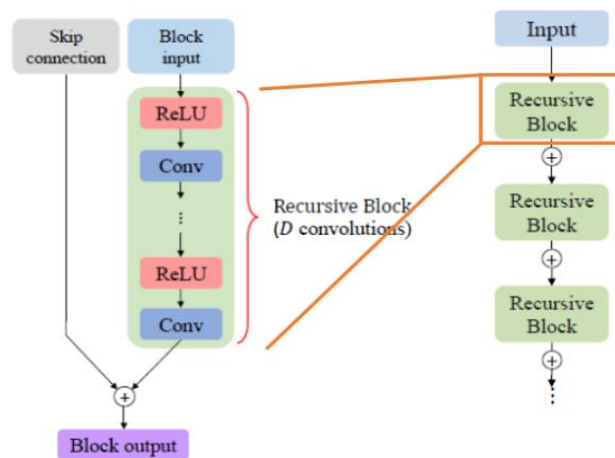 Skip
connection
Block
input
ReLU
Conv
⋮
ReLU
Conv
+
Block output
Recursive Block
(D convolutions)
Input
Recursive
Block
+
Recursive
Block
+
Recursive
Block
+
⋮